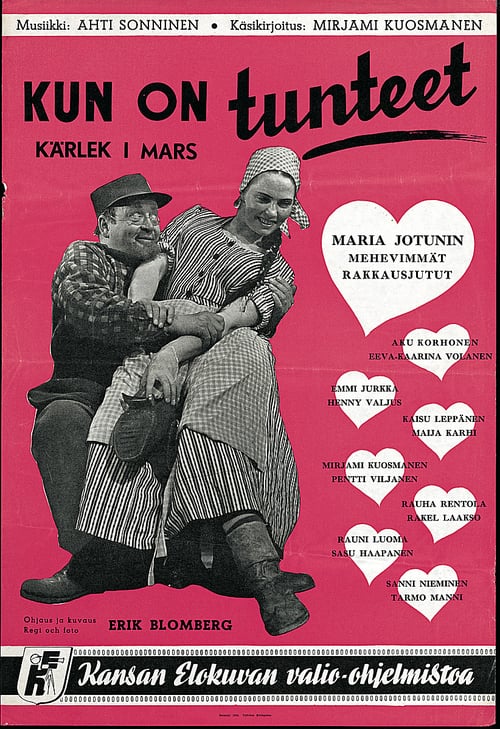 Musiikki: AHTI SONNINEN • Käsikirjoitus: MIRJAMI KUOSMANEN
KUN ON tunteet
KÄRLEK I MARS
MARIA JOTUNIN
MEHEVIMMÄT
RAKKAUSJUTUT
AKU KORHONEN
EEVA-KAARINA VOLANEN
EMMI JURKKA
HENNY VALJUS
KAISU LEPPÄNEN
MAIJA KARHI
MIRJAMI KUOSMANEN
PENTTI VILJANEN
RAUHA RENTOLA
RAKEL LAAKSO
RAUNI LUOMA
SASU HAAPANEN
SANNI NIEMINEN
TARMO MANNI
Ohjaus ja kuvaus
Regi och foto
ERIK BLOMBERG
Kansan Elokuvan valio-ohjelmistoa